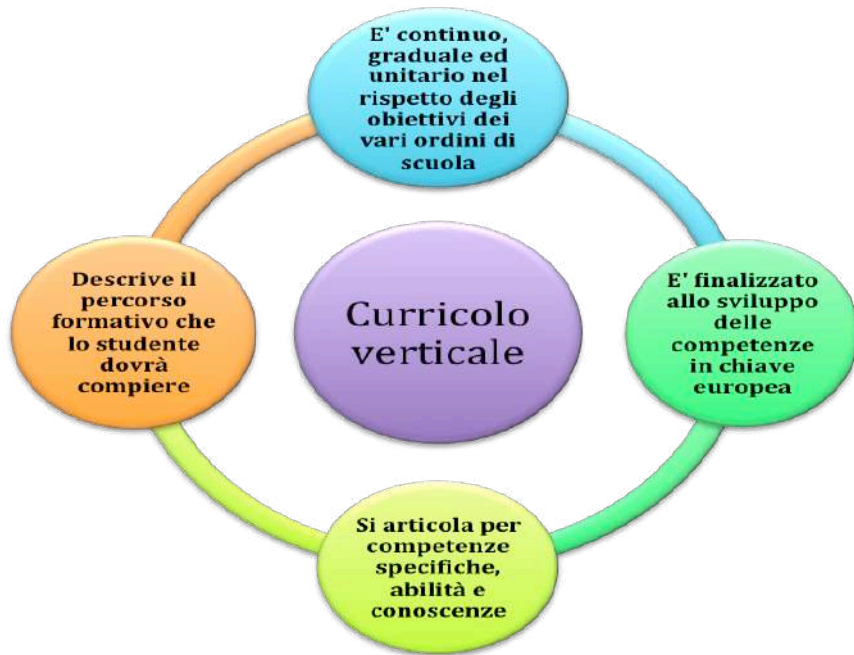 E' continuo,
graduale ed
unitario nel
rispetto degli
obiettivi dei
vari ordini di
scuola
Descrive il
percorso
formativo che
lo studente
dovrà
compiere
Curricolo
verticale
E' finalizzato
allo sviluppo
delle
competenze
in chiave
europea
Si articola per
competenze
specifiche,
abilità e
conoscenze